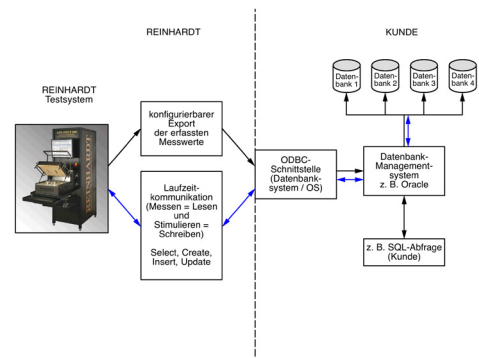 REINHARDT
KUNDE
REINHARDT
Testsystem
REINHARDT
konfigurierbarer
Export
der erfassten
Messwerte
Laufzeit-
kommunikation
(Messen = Lesen
und
Stimulieren =
Schreiben)
Select, Create,
Insert, Update
ODBC-
Schnittstelle
(Datenbank-
system / OS)
Daten-
bank 1
Daten-
bank 2
Daten-
bank 3
Daten-
bank 4
Datenbank-
Management-
system
z. B. Oracle
z. B. SQL-Abfrage
(Kunde)